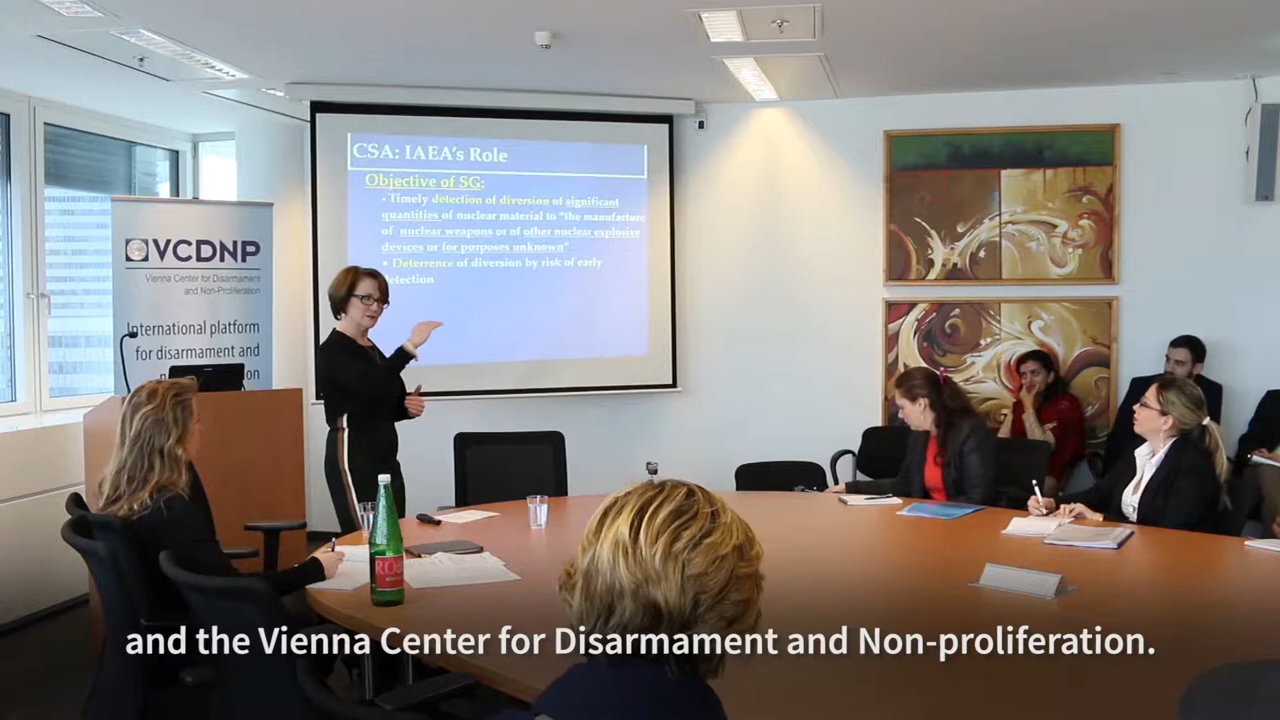 CSA: IAEA's Role
Objective of SG:
• Timely detection of diversion of significant
quantities of nuclear material to "the manufacture
of nuclear weapons or of other nuclear explosive
devices or for purposes unknown"
• Deterrence of diversion by risk of early
detection
VCDNP
Vienna Center for Disarmament
and Non-Proliferation
International platform
for disarmament and
on
and the Vienna Center for Disarmament and Non-proliferation.